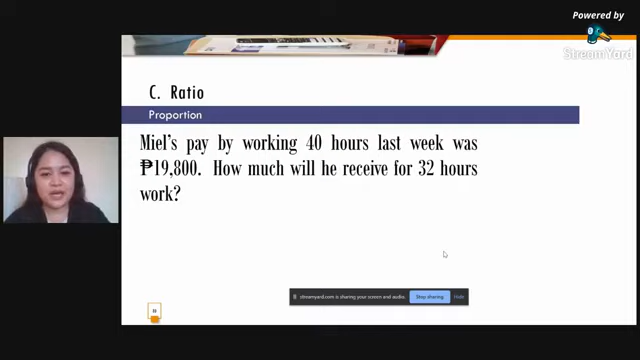 Powered by
StreamYard
C. Ratio
Proportion
Miel's pay by working 40 hours last week was
₱19,800. How much will he receive for 32 hours
work?
streamyard.com is sharing your screen and audio.
Stop sharing
Hide